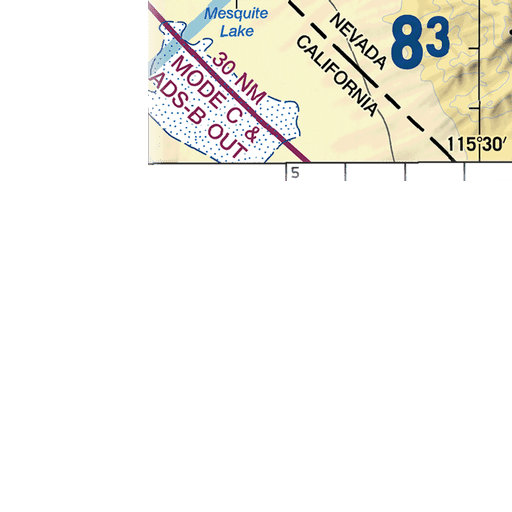 Mesquite
Lake
NEVADA
CALIFORNIA
83
30 NM
MODE C &
ADS-B OUT
115°30′
5